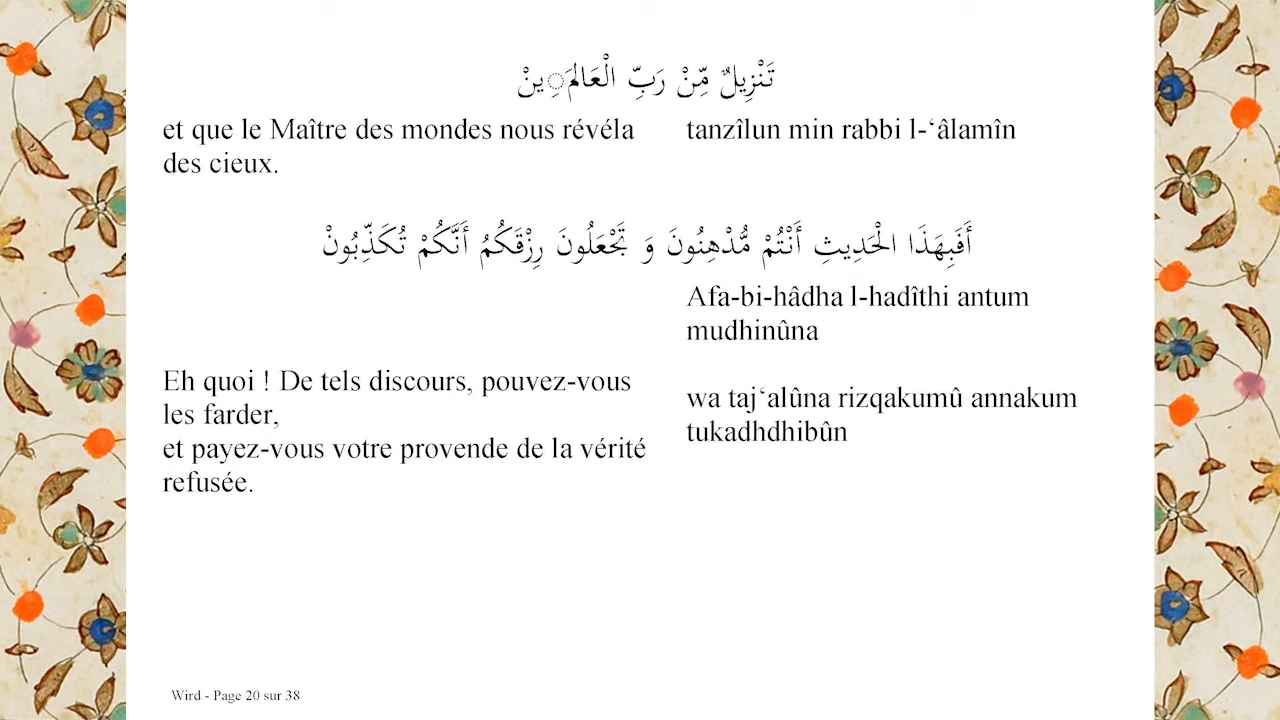 تَنْزِيلٌ مِّنْ رَبِّ الْعَالَمَِينْ
et que le Maître des mondes nous révéla
des cieux.
tanzîlun min rabbi l-‘âlamîn
أَفَبِهَذَا الْحَدِيثِ أَنْتُمْ مُّدْهِنُونَ وَ تَجْعَلُونَ رِزْقَكُمُ أَنَّكُمْ تُكَذِّبُونْ
Afa-bi-hâdha l-hadîthi antum
mudhinûna
Eh quoi ! De tels discours, pouvez-vous
les farder,
et payez-vous votre provende de la vérité
refusée.
wa taj‘alûna rizqakumû annakum
tukadhdhibûn
Wird - Page 20 sur 38